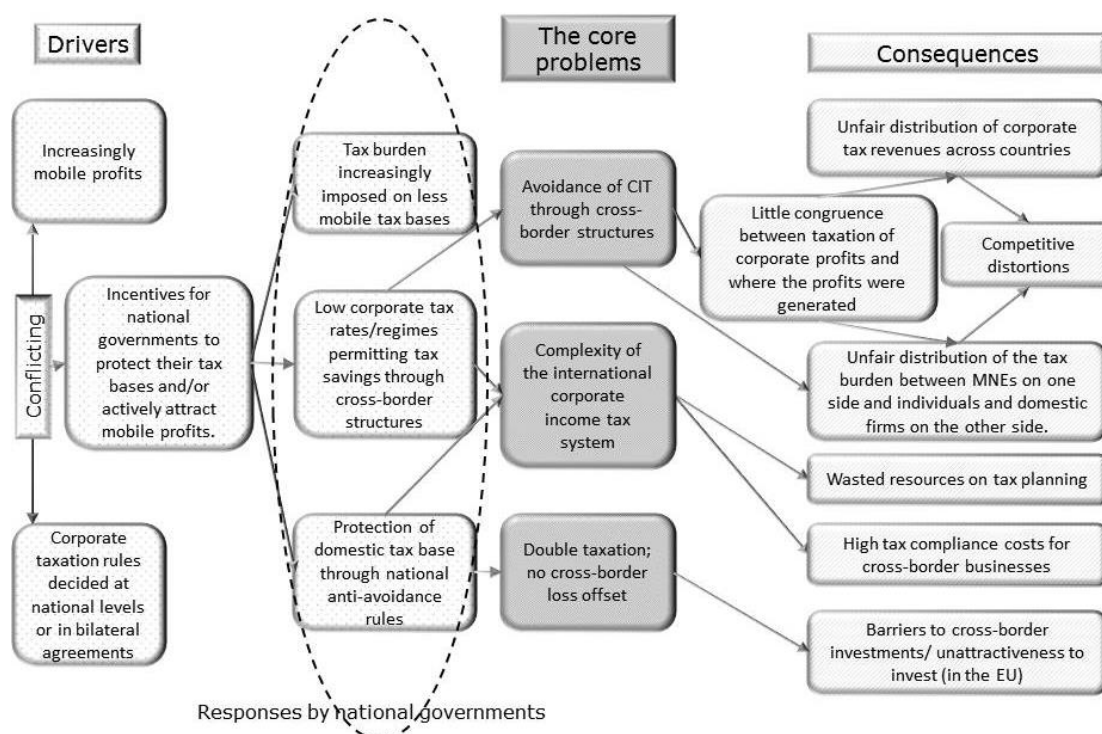 Drivers
The core
problems
Consequences
Increasingly
mobile profits
Conflicting
Incentives for
national
governments to
protect their tax
bases and/or
actively attract
mobile profits.
Corporate
taxation rules
decided at
national levels
or in bilateral
agreements
Tax burden
increasingly
imposed on less
mobile tax bases
Low corporate tax
rates/regimes
permitting tax
savings through
cross-border
structures
Protection of
domestic tax base
through national
anti-avoidance
rules
Responses by national governments
Avoidance of CIT
through cross-
border structures
Complexity of
the international
corporate
income tax
system
Double taxation;
no cross-border
loss offset
Unfair distribution of corporate
tax revenues across countries
Little congruence
between taxation of
corporate profits and
where the profits were
generated
Competitive
distortions
Unfair distribution of the tax
burden between MNEs on one
side and individuals and domestic
firms on the other side.
Wasted resources on tax planning
High tax compliance costs for
cross-border businesses
Barriers to cross-border
investments/ unattractiveness to
invest (in the EU)